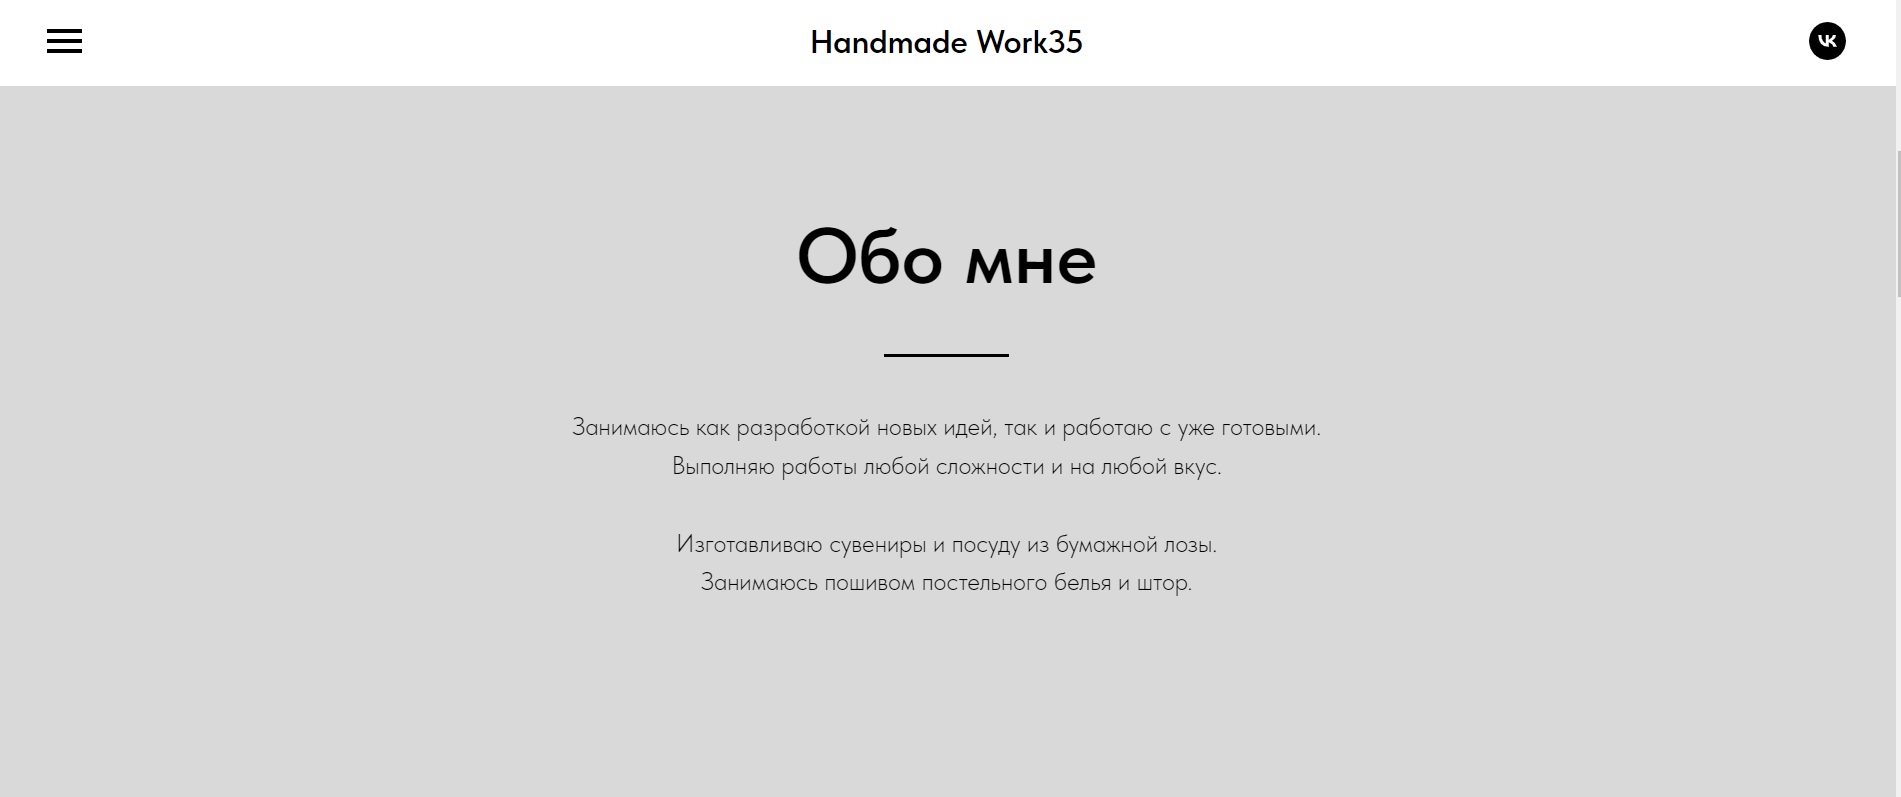 Handmade Work35
VK
Обо мне
Занимаюсь как разработкой новых идей, так и работаю с уже готовыми.
Выполняю работы любой сложности и на любой вкус.
Изготавливаю сувениры и посуду из бумажной лозы.
Занимаюсь пошивом постельного белья и штор.